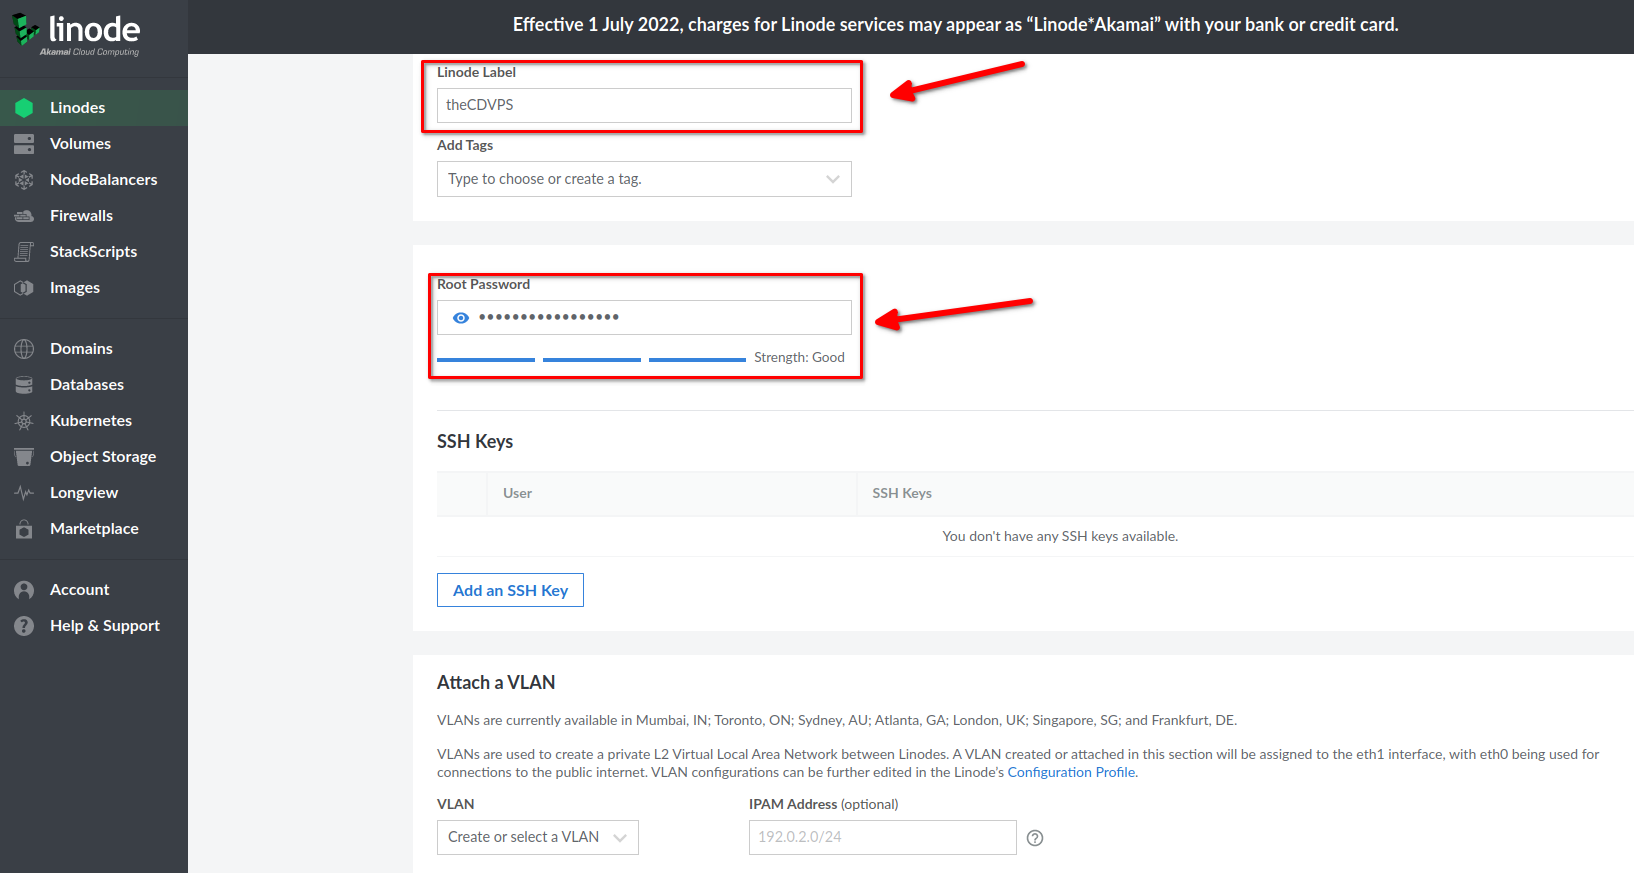 linode
Akamai Cloud Computing
Effective 1 July 2022, charges for Linode services may appear as “Linode*Akamai” with your bank or credit card.
Linodes
Volumes
NodeBalancers
Firewalls
StackScripts
Images
Domains
Databases
Kubernetes
Object Storage
Longview
Marketplace
Account
Help & Support
Linode Label
theCDVPS
Add Tags
Type to choose or create a tag.
Root Password
•••••••••••••••••
Strength: Good
SSH Keys
User SSH Keys
You don't have any SSH keys available.
Add an SSH Key
Attach a VLAN
VLANs are currently available in Mumbai, IN; Toronto, ON; Sydney, AU; Atlanta, GA; London, UK; Singapore, SG; and Frankfurt, DE.
VLANs are used to create a private L2 Virtual Local Area Network between Linodes. A VLAN created or attached in this section will be assigned to the eth1 interface, with eth0 being used for
connections to the public internet. VLAN configurations can be further edited in the Linode’s Configuration Profile.
VLAN IPAM Address (optional)
Create or select a VLAN 192.0.2.0/24 ?